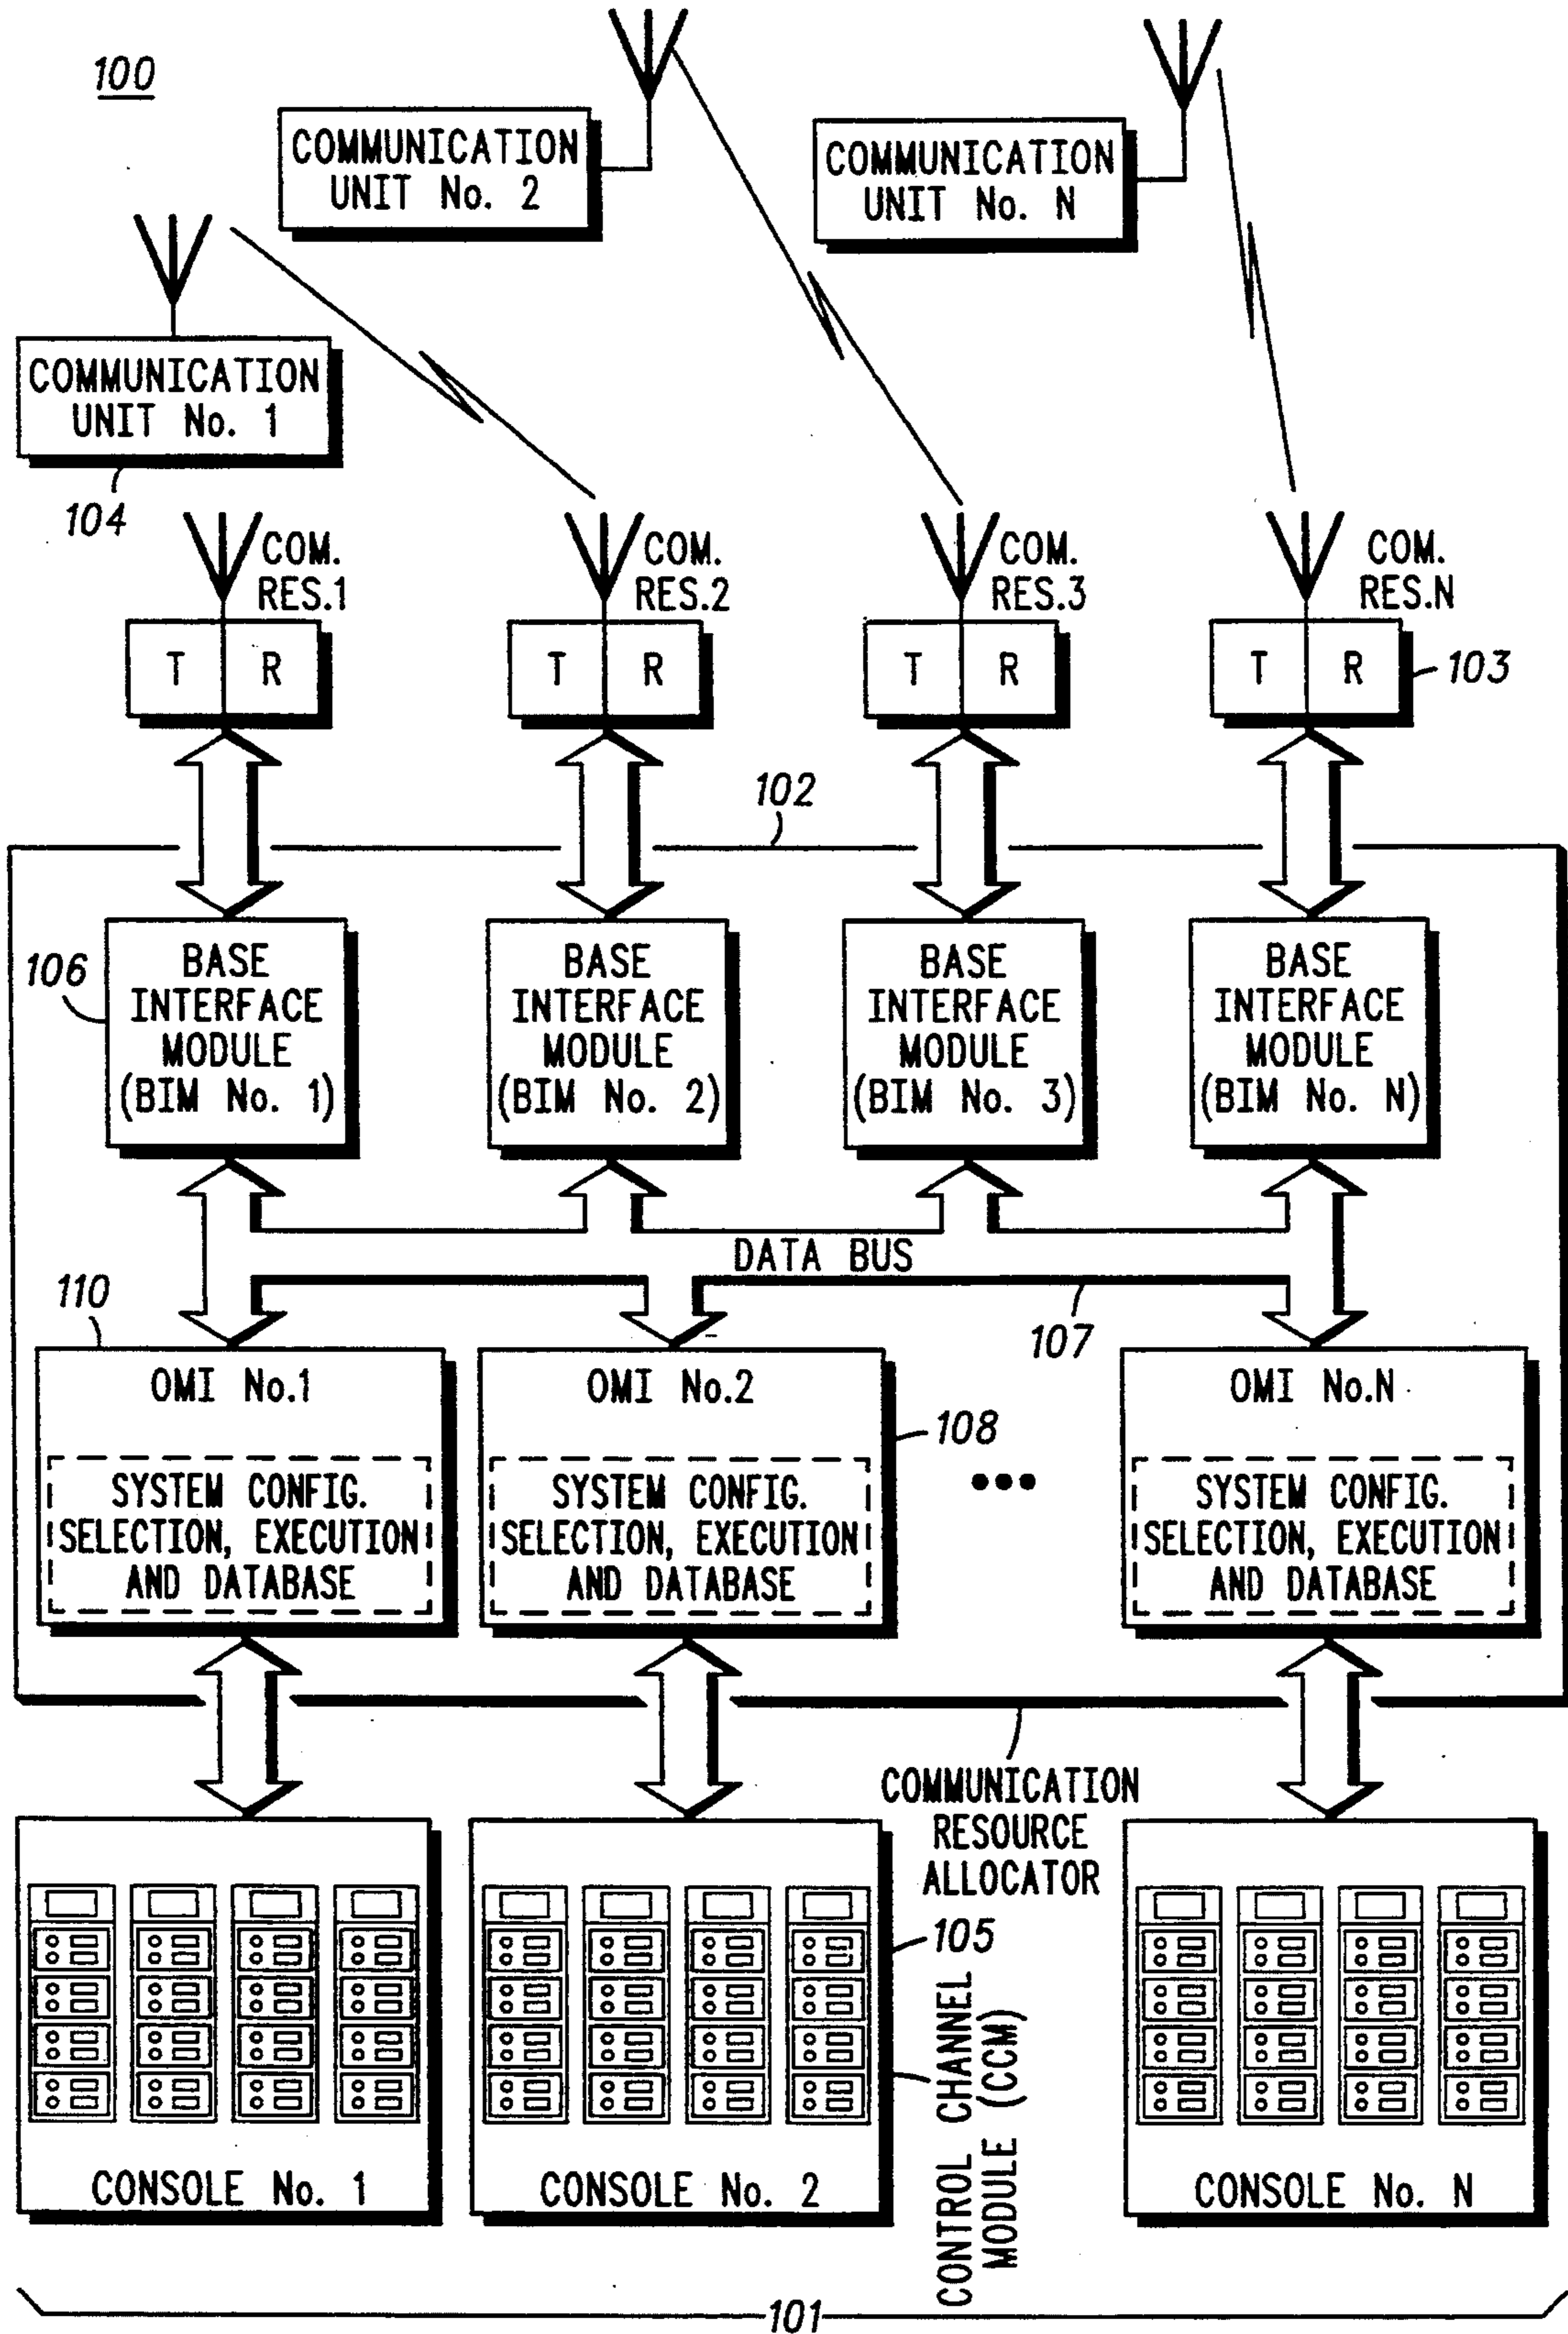 100
COMMUNICATION
UNIT No. 2
COMMUNICATION
UNIT No. N
COMMUNICATION
UNIT No. 1
104
COM.
RES.1
COM.
RES.2
COM.
RES.3
COM.
RES.N
T R
T R
T R
T R
103
102
106
BASE
INTERFACE
MODULE
(BIM No. 1)
BASE
INTERFACE
MODULE
(BIM No. 2)
BASE
INTERFACE
MODULE
(BIM No. 3)
BASE
INTERFACE
MODULE
(BIM No. N)
DATA BUS
107
110
OMI No.1
SYSTEM CONFIG.
SELECTION, EXECUTION
AND DATABASE
OMI No.2
SYSTEM CONFIG.
SELECTION, EXECUTION
AND DATABASE
108
•••
OMI No.N
SYSTEM CONFIG.
SELECTION, EXECUTION
AND DATABASE
COMMUNICATION
RESOURCE
ALLOCATOR
105
CONTROL CHANNEL
MODULE (CCM)
CONSOLE No. 1
CONSOLE No. 2
CONSOLE No. N
101